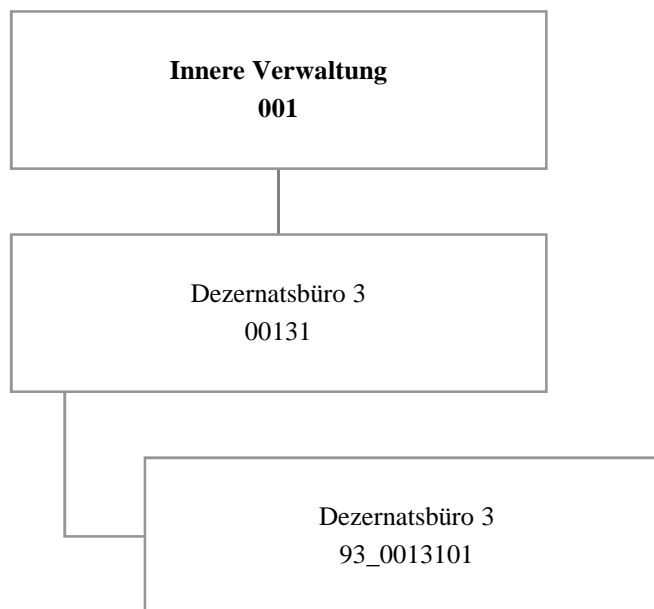 Innere Verwaltung
001
Dezernatsbüro 3
00131
Dezernatsbüro 3
93_0013101